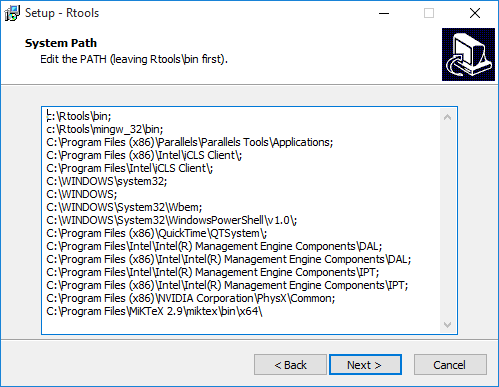 Setup - Rtools
System Path
Edit the PATH (leaving Rtools\bin first).
c:\Rtools\bin;
c:\Rtools\mingw_32\bin;
C:\Program Files (x86)\Parallels\Parallels Tools\Applications;
C:\Program Files (x86)\Intel\iCLS Client\;
C:\Program Files\Intel\iCLS Client\;
C:\WINDOWS\system32;
C:\WINDOWS;
C:\WINDOWS\System32\Wbem;
C:\WINDOWS\System32\WindowsPowerShell\v1.0\;
C:\Program Files (x86)\QuickTime\QTSystem\;
C:\Program Files\Intel\Intel(R) Management Engine Components\DAL;
C:\Program Files (x86)\Intel\Intel(R) Management Engine Components\DAL;
C:\Program Files\Intel\Intel(R) Management Engine Components\IPT;
C:\Program Files (x86)\Intel\Intel(R) Management Engine Components\IPT;
C:\Program Files (x86)\NVIDIA Corporation\PhysX\Common;
C:\Program Files\MiKTeX 2.9\miktex\bin\x64\
< Back
Next >
Cancel